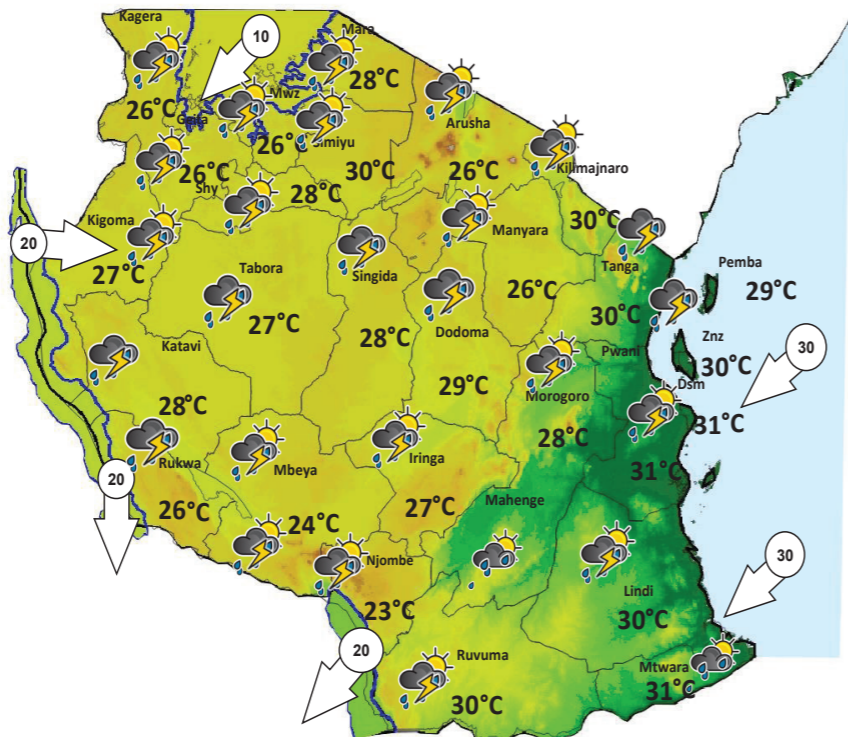 Kagera
10
Mara
28°C
26°C
Geita
Mwz
26°C
Simiyu
Arusha
26°C
Shy
28°C
30°C
26°C
Kilimajnaro
30°C
Kigoma
20
27°C
Tabora
27°C
Singida
28°C
Manyara
26°C
Tanga
30°C
Pemba
29°C
Dodoma
29°C
Pwani
Znz
30°C
30
Katavi
28°C
Morogoro
28°C
Dsm
31°C
31°C
Rukwa
26°C
20
Mbeya
24°C
Iringa
27°C
Mahenge
Njombe
23°C
Lindi
30°C
30
20
Ruvuma
30°C
Mtwara
31°C